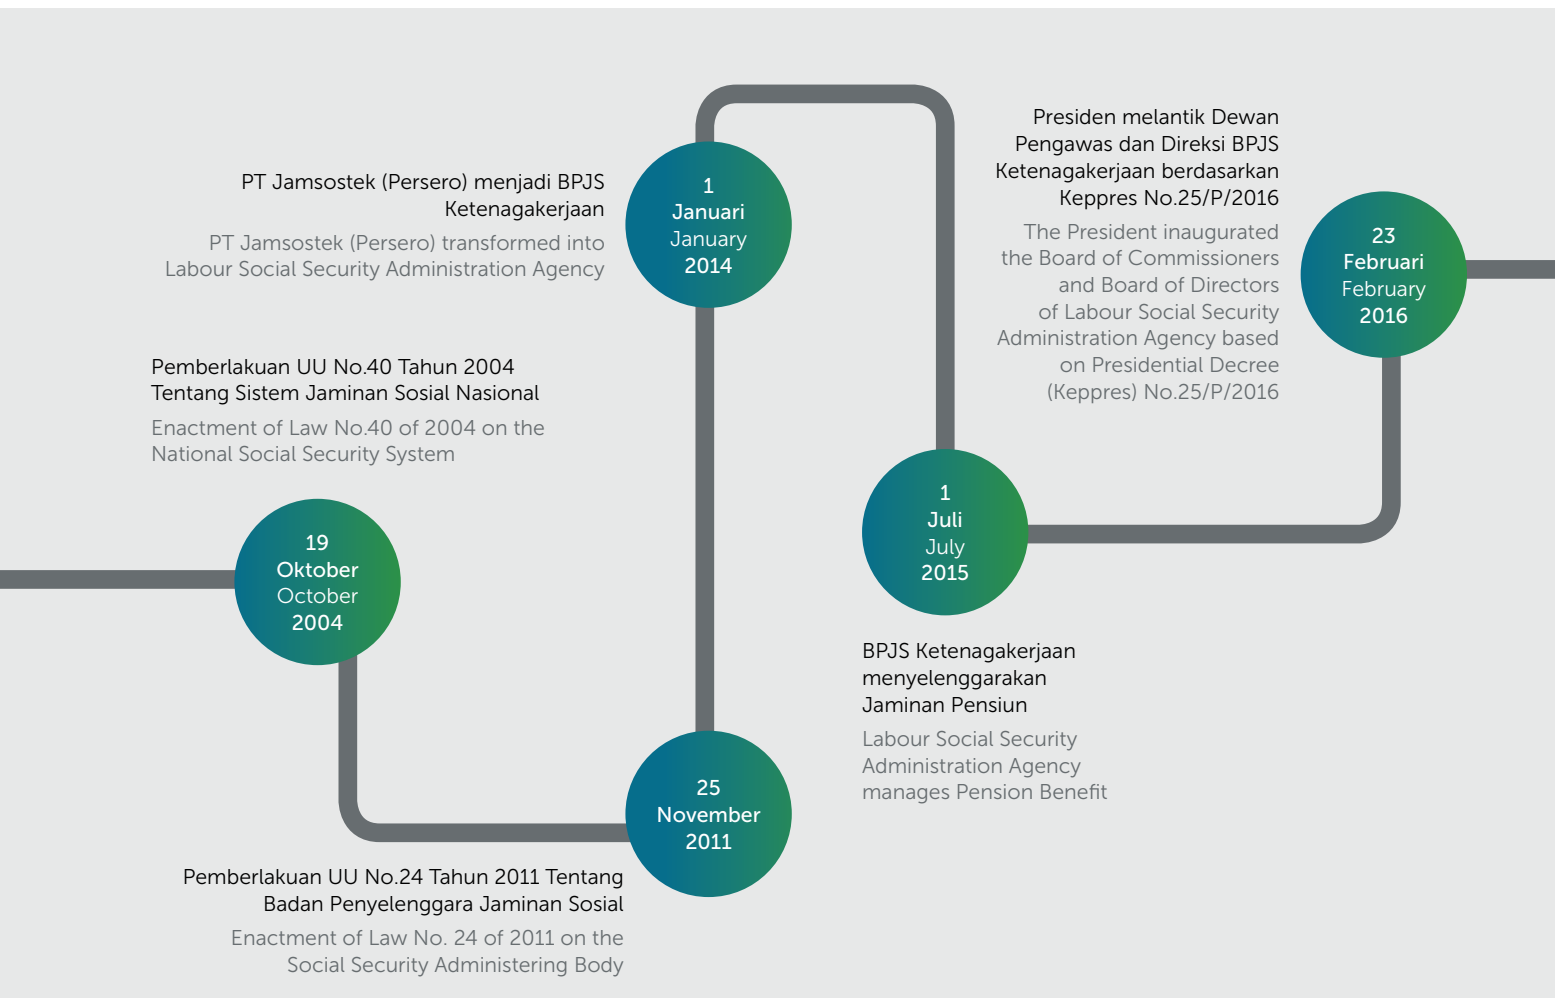 Pemberlakuan UU No.40 Tahun 2004
Tentang Sistem Jaminan Sosial Nasional
Enactment of Law No.40 of 2004 on the
National Social Security System
19
Oktober
October
2004
25
November
2011
Pemberlakuan UU No.24 Tahun 2011 Tentang
Badan Penyelenggara Jaminan Sosial
Enactment of Law No. 24 of 2011 on the
Social Security Administering Body
PT Jamsostek (Persero) menjadi BPJS
Ketenagakerjaan
PT Jamsostek (Persero) transformed into
Labour Social Security Administration Agency
1
Januari
January
2014
1
Juli
July
2015
BPJS Ketenagakerjaan
menyelenggarakan
Jaminan Pensiun
Labour Social Security
Administration Agency
manages Pension Benefit
Presiden melantik Dewan
Pengawas dan Direksi BPJS
Ketenagakerjaan berdasarkan
Keppres No.25/P/2016
The President inaugurated
the Board of Commissioners
and Board of Directors
of Labour Social Security
Administration Agency based
on Presidential Decree
(Keppres) No.25/P/2016
23
Februari
February
2016